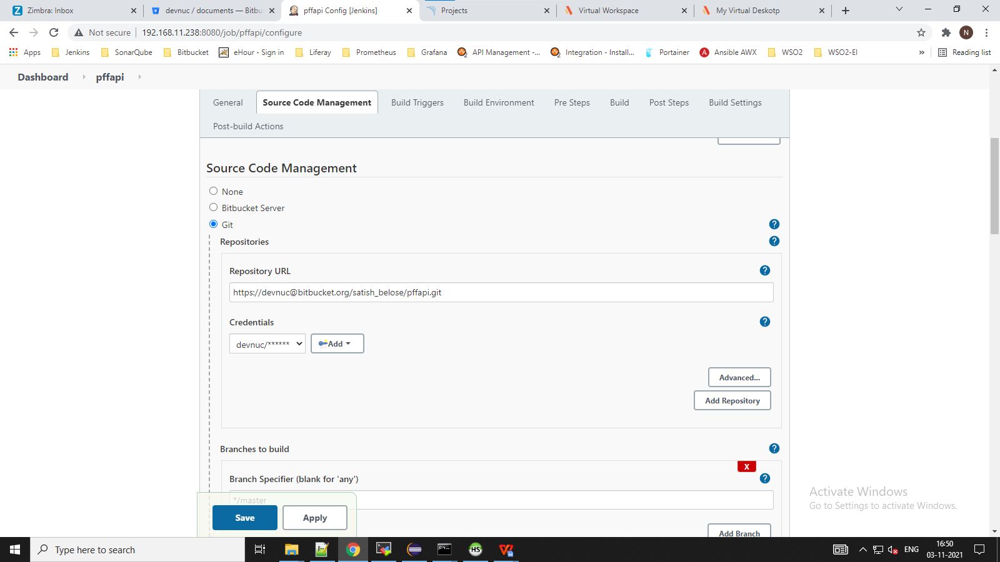 Zimbra: Inbox
devnuc / documents — Bitbu
pffapi Config [Jenkins]
Projects
Virtual Workspace
My Virtual Deskotp
Not secure
192.168.11.238:8080/job/pffapi/configure
N
Apps
Jenkins
SonarQube
Bitbucket
eHour - Sign in
Liferay
Prometheus
Grafana
API Management -...
Integration - Install...
Portainer
Ansible AWX
WSO2
WSO2-EI
»
Reading list
Dashboard
pffapi
General
Source Code Management
Build Triggers
Build Environment
Pre Steps
Build
Post Steps
Build Settings
Post-build Actions
Source Code Management
None
Bitbucket Server
Git
Repositories
Repository URL
https://devnuc@bitbucket.org/satish_belose/pffapi.git
Credentials
devnuc/******
Add
Advanced...
Add Repository
Branches to build
X
Branch Specifier (blank for 'any')
*/master
Save
Apply
Add Branch
Activate Windows
Go to Settings to activate Windows.
Type here to search
HS
ENG
16:50
03-11-2021